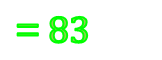 = 83